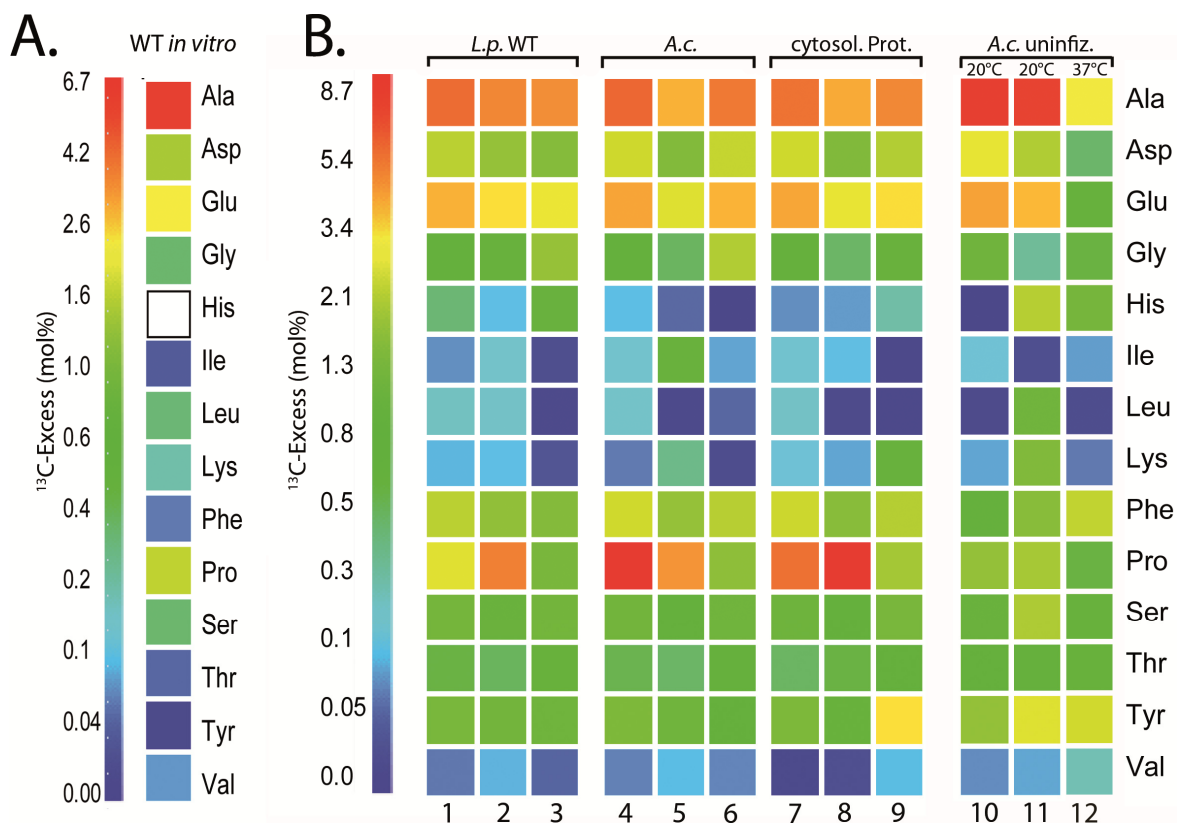 A.
WT in vitro
6.7
4.2
2.6
1.6
1.0
0.6
0.4
0.2
0.1
0.04
0.00
13C-Excess (mol%)
Ala
Asp
Glu
Gly
His
Ile
Leu
Lys
Phe
Pro
Ser
Thr
Tyr
Val
B.
L.p. WT
A.c.
cytosol. Prot.
A.c. uninfiz.
20°C 20°C 37°C
8.7
5.4
3.4
2.1
1.3
0.8
0.5
0.3
0.1
0.05
0.0
13C-Excess (mol%)
Ala
Asp
Glu
Gly
His
Ile
Leu
Lys
Phe
Pro
Ser
Thr
Tyr
Val
1 2 3 4 5 6 7 8 9 10 11 12